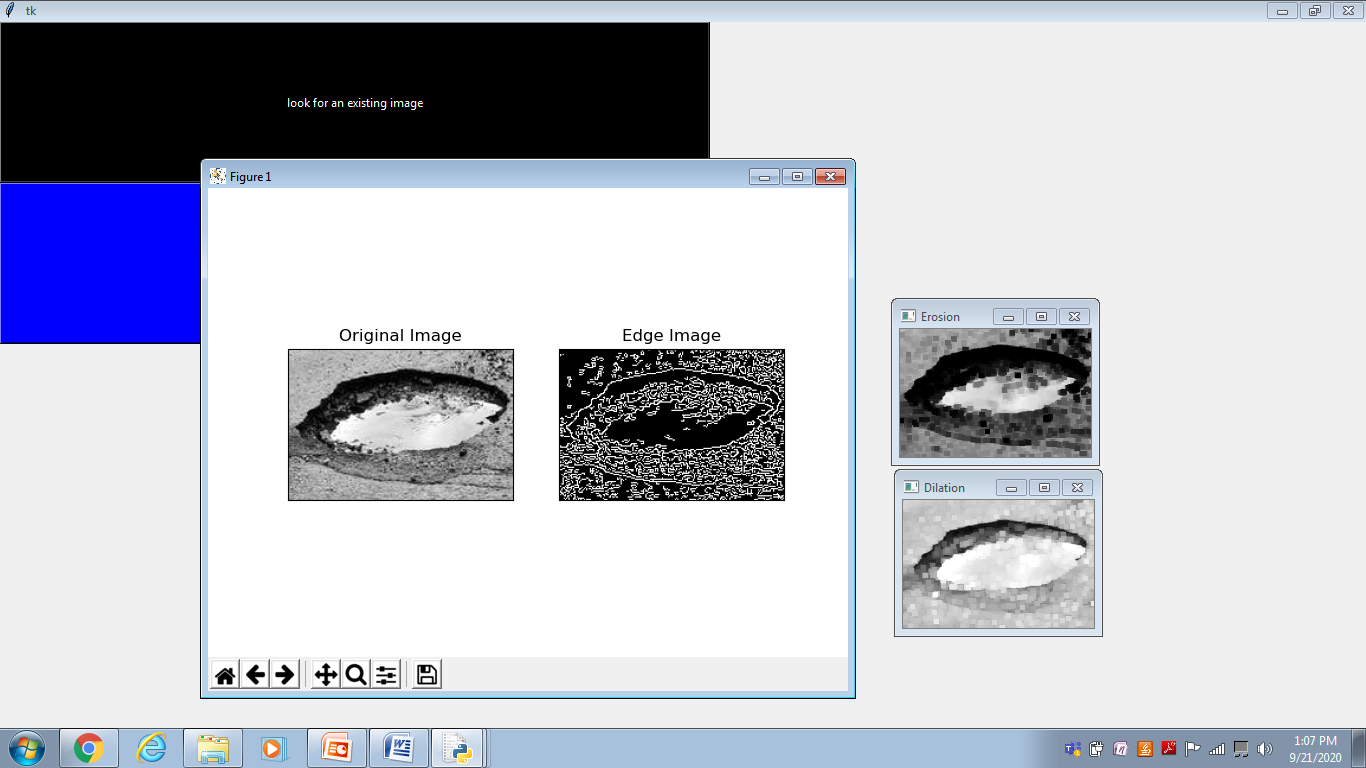 tk
look for an existing image
Figure 1
Original Image
Edge Image
Erosion
Dilation
1:07 PM
9/21/2020